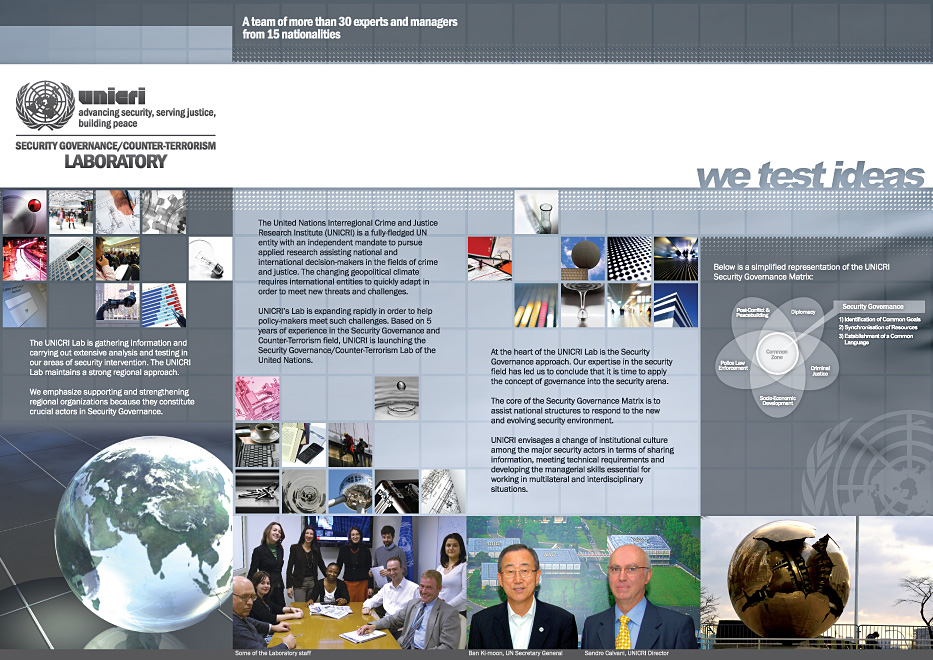 A team of more than 30 experts and managers
from 15 nationalities
unicri
advancing security, serving justice,
building peace
SECURITY GOVERNANCE/COUNTER-TERRORISM
LABORATORY
we test ideas
The UNICRI Lab is gathering information and
carrying out extensive analysis and testing in
our areas of security intervention. The UNICRI
Lab maintains a strong regional approach.
We emphasize supporting and strengthening
regional organizations because they constitute
crucial actors in Security Governance.
The United Nations Interregional Crime and Justice
Research Institute (UNICRI) is a fully-fledged UN
entity with an independent mandate to pursue
applied research assisting national and
international decision-makers in the fields of crime
and justice. The changing geopolitical climate
requires international entities to quickly adapt in
order to meet new threats and challenges.
UNICRI's Lab is expanding rapidly in order to help
policy-makers meet such challenges. Based on 5
years of experience in the Security Governance and
Counter-Terrorism field, UNICRI is launching the
Security Governance/Counter-Terrorism Lab of the
United Nations.
At the heart of the UNICRI Lab is the Security
Governance approach. Our expertise in the security
field has led us to conclude that it is time to apply
the concept of governance into the security arena.
The core of the Security Governance Matrix is to
assist national structures to respond to the new
and evolving security environment.
UNICRI envisages a change of institutional culture
among the major security actors in terms of sharing
information, meeting technical requirements and
developing the managerial skills essential for
working in multilateral and interdisciplinary
situations.
Below is a simplified representation of the UNICRI
Security Governance Matrix:
Post-Conflict &
Peacebuilding
Diplomacy
Common
Zone
Police Law
Enforcement
Criminal
Justice
Socio-Economic
Development
Security Governance
1) Identification of Common Goals
2) Synchronisation of Resources
3) Establishment of a Common
Language
Some of the Laboratory staff
Ban Ki-moon, UN Secretary General
Sandro Calvani, UNICRI Director